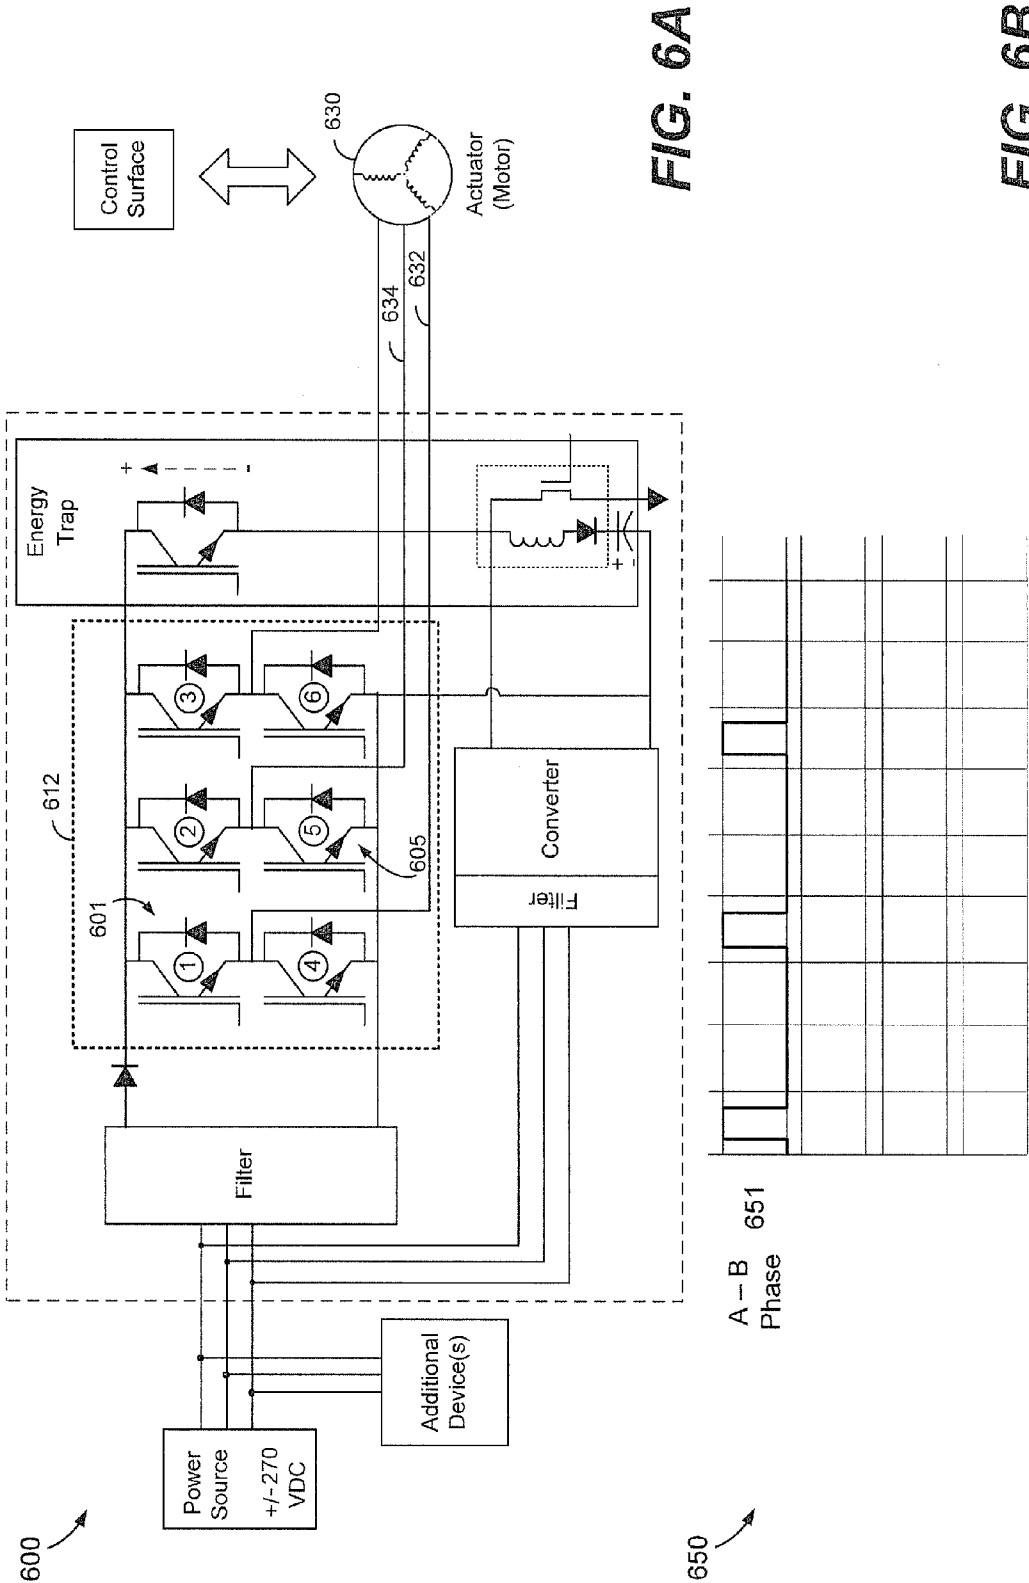 600
Power
Source
+/-270
VDC
Additional
Device(s)
Filter
612
601
1
2
3
4
5
6
605
Energy
Trap
+
-
+
-
Filter
Converter
634
632
630
Actuator
(Motor)
Control
Surface
FIG. 6A
650
A – B
Phase
651
FIG. 6B